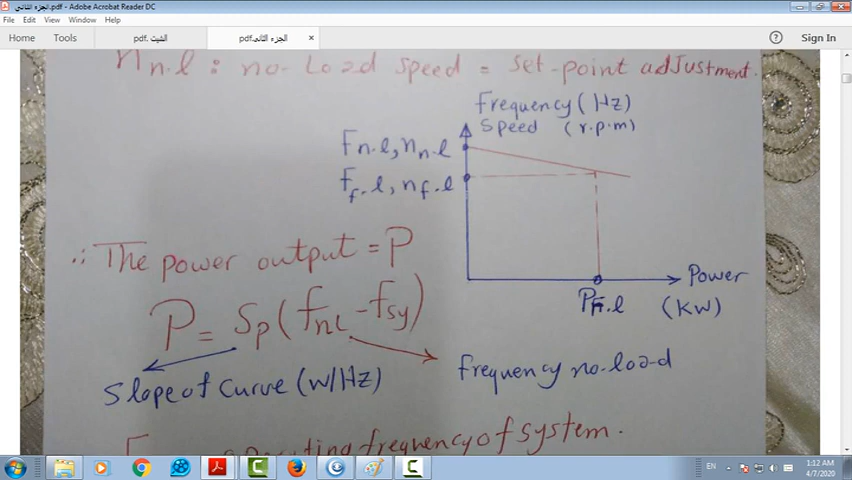 الجزء الثاني.pdf - Adobe Acrobat Reader DC
File Edit View Window Help
Home Tools الشيت.pdf الجزء الثانى.pdf × ? Sign In
nn.l : no-Load speed = set-point adjustment.
Frequency (Hz)
Speed (r.p.m)
Fn.l, nn.l
Ff.l, nf.l
∴ The power output = P
Power
(KW)
P = Sp (fnL - fsy)
Slope of Curve (W/Hz)
frequency no-load
operating frequency of system.
EN
1:12 AM
4/7/2020